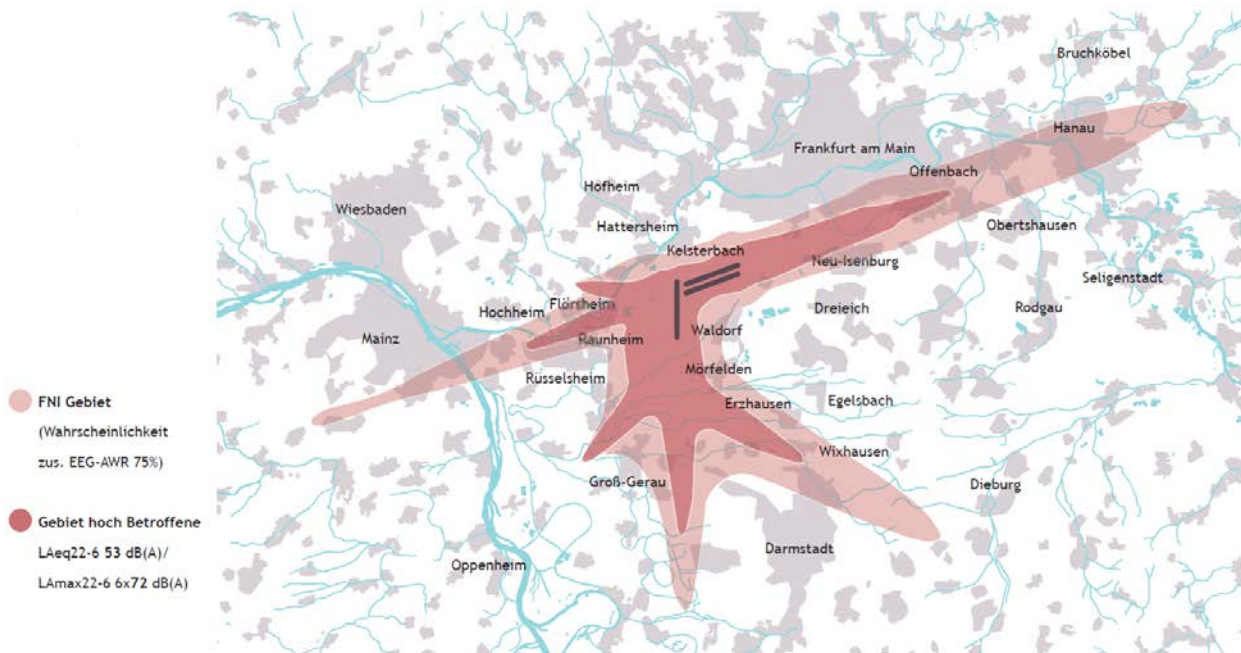 Bruchköbel
Hanau
Frankfurt am Main
Offenbach
Hofheim
Wiesbaden
Hattersheim
Obertshausen
Kelsterbach
Neu-Isenburg
Seligenstadt
Flörsheim
Hochheim
Dreieich
Rodgau
Waldorf
Mainz
Raunheim
Mörfelden
Rüsselsheim
FNI Gebiet
(Wahrscheinlichkeit
zus. EEG-AWR 75%)
Erzhausen
Egelsbach
Wixhausen
Groß-Gerau
Dieburg
Gebiet hoch Betroffene
LAeq22-6 53 dB(A)/
LAmax22-6 6x72 dB(A)
Darmstadt
Oppenheim